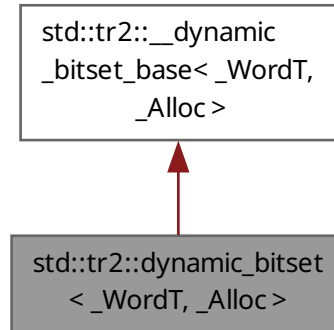 std::tr2::__dynamic
_bitset_base< _WordT,
_Alloc >
std::tr2::dynamic_bitset
< _WordT, _Alloc >